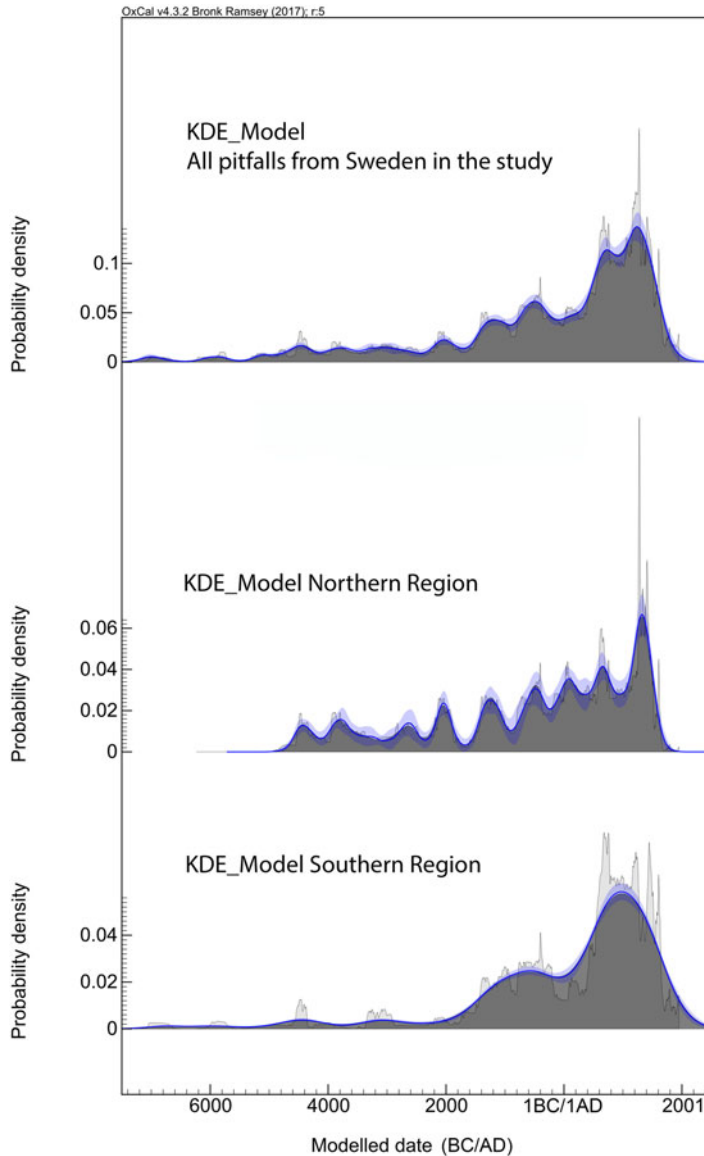 OxCal v4.3.2 Bronk Ramsey (2017); r:5
KDE_Model
All pitfalls from Sweden in the study
Probability density
0.1
0.05
0
KDE_Model Northern Region
Probability density
0.06
0.04
0.02
0
KDE_Model Southern Region
Probability density
0.04
0.02
0
6000 4000 2000 1BC/1AD 2001
Modelled date (BC/AD)